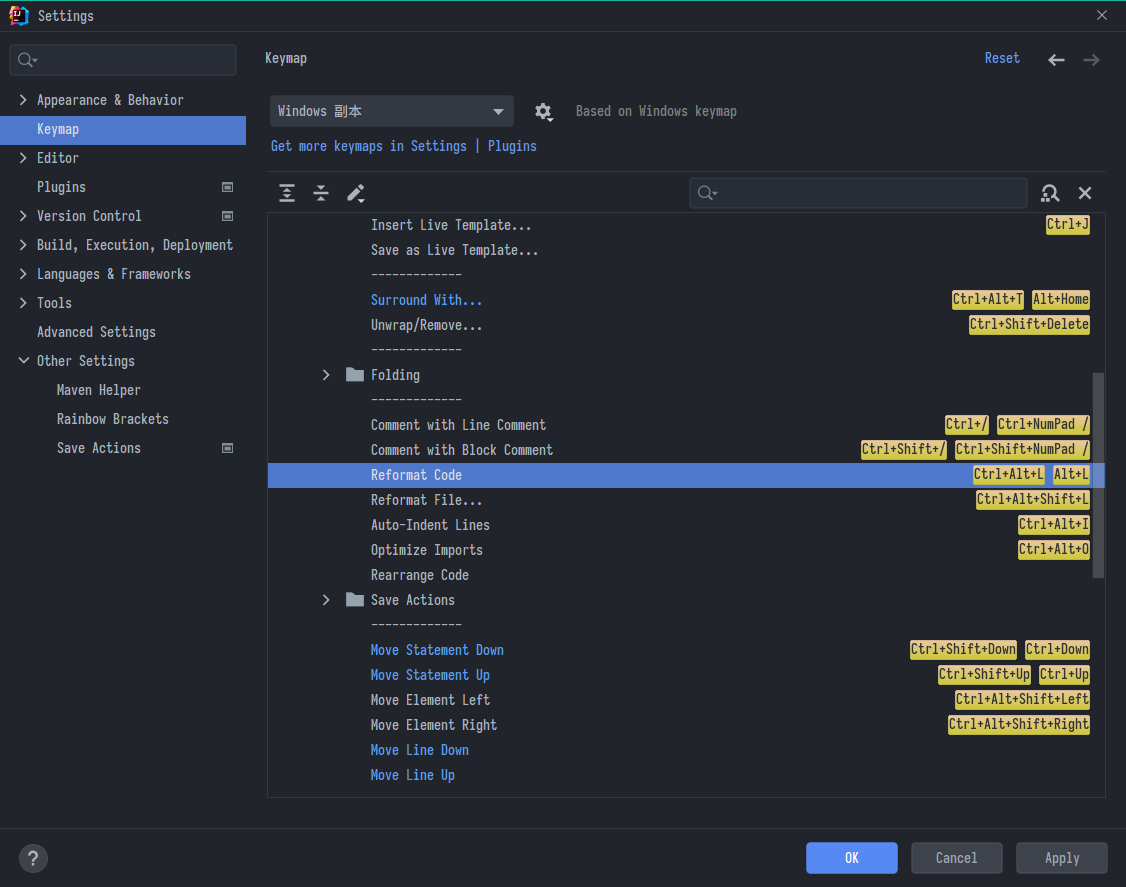 Settings
Keymap
Reset
Appearance & Behavior
Keymap
Editor
Plugins
Version Control
Build, Execution, Deployment
Languages & Frameworks
Tools
Advanced Settings
Other Settings
Maven Helper
Rainbow Brackets
Save Actions
Windows 副本
Based on Windows keymap
Get more keymaps in Settings | Plugins
Insert Live Template... Ctrl+J
Save as Live Template...
-------------
Surround With... Ctrl+Alt+T Alt+Home
Unwrap/Remove... Ctrl+Shift+Delete
-------------
Folding
-------------
Comment with Line Comment Ctrl+/ Ctrl+NumPad /
Comment with Block Comment Ctrl+Shift+/ Ctrl+Shift+NumPad /
Reformat Code Ctrl+Alt+L Alt+L
Reformat File... Ctrl+Alt+Shift+L
Auto-Indent Lines Ctrl+Alt+I
Optimize Imports Ctrl+Alt+O
Rearrange Code
Save Actions
-------------
Move Statement Down Ctrl+Shift+Down Ctrl+Down
Move Statement Up Ctrl+Shift+Up Ctrl+Up
Move Element Left Ctrl+Alt+Shift+Left
Move Element Right Ctrl+Alt+Shift+Right
Move Line Down
Move Line Up
?
OK
Cancel
Apply